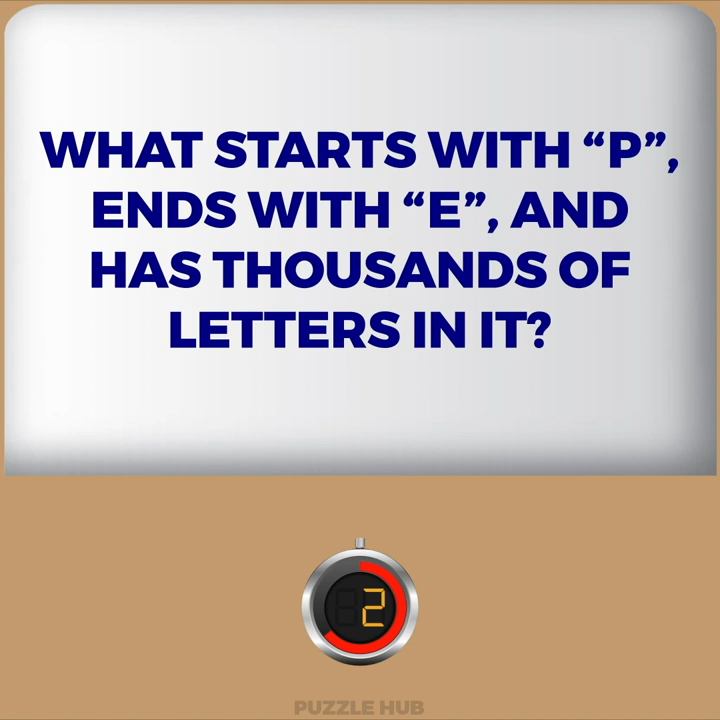 WHAT STARTS WITH “P”,
ENDS WITH “E”, AND
HAS THOUSANDS OF
LETTERS IN IT?
2
PUZZLE HUB